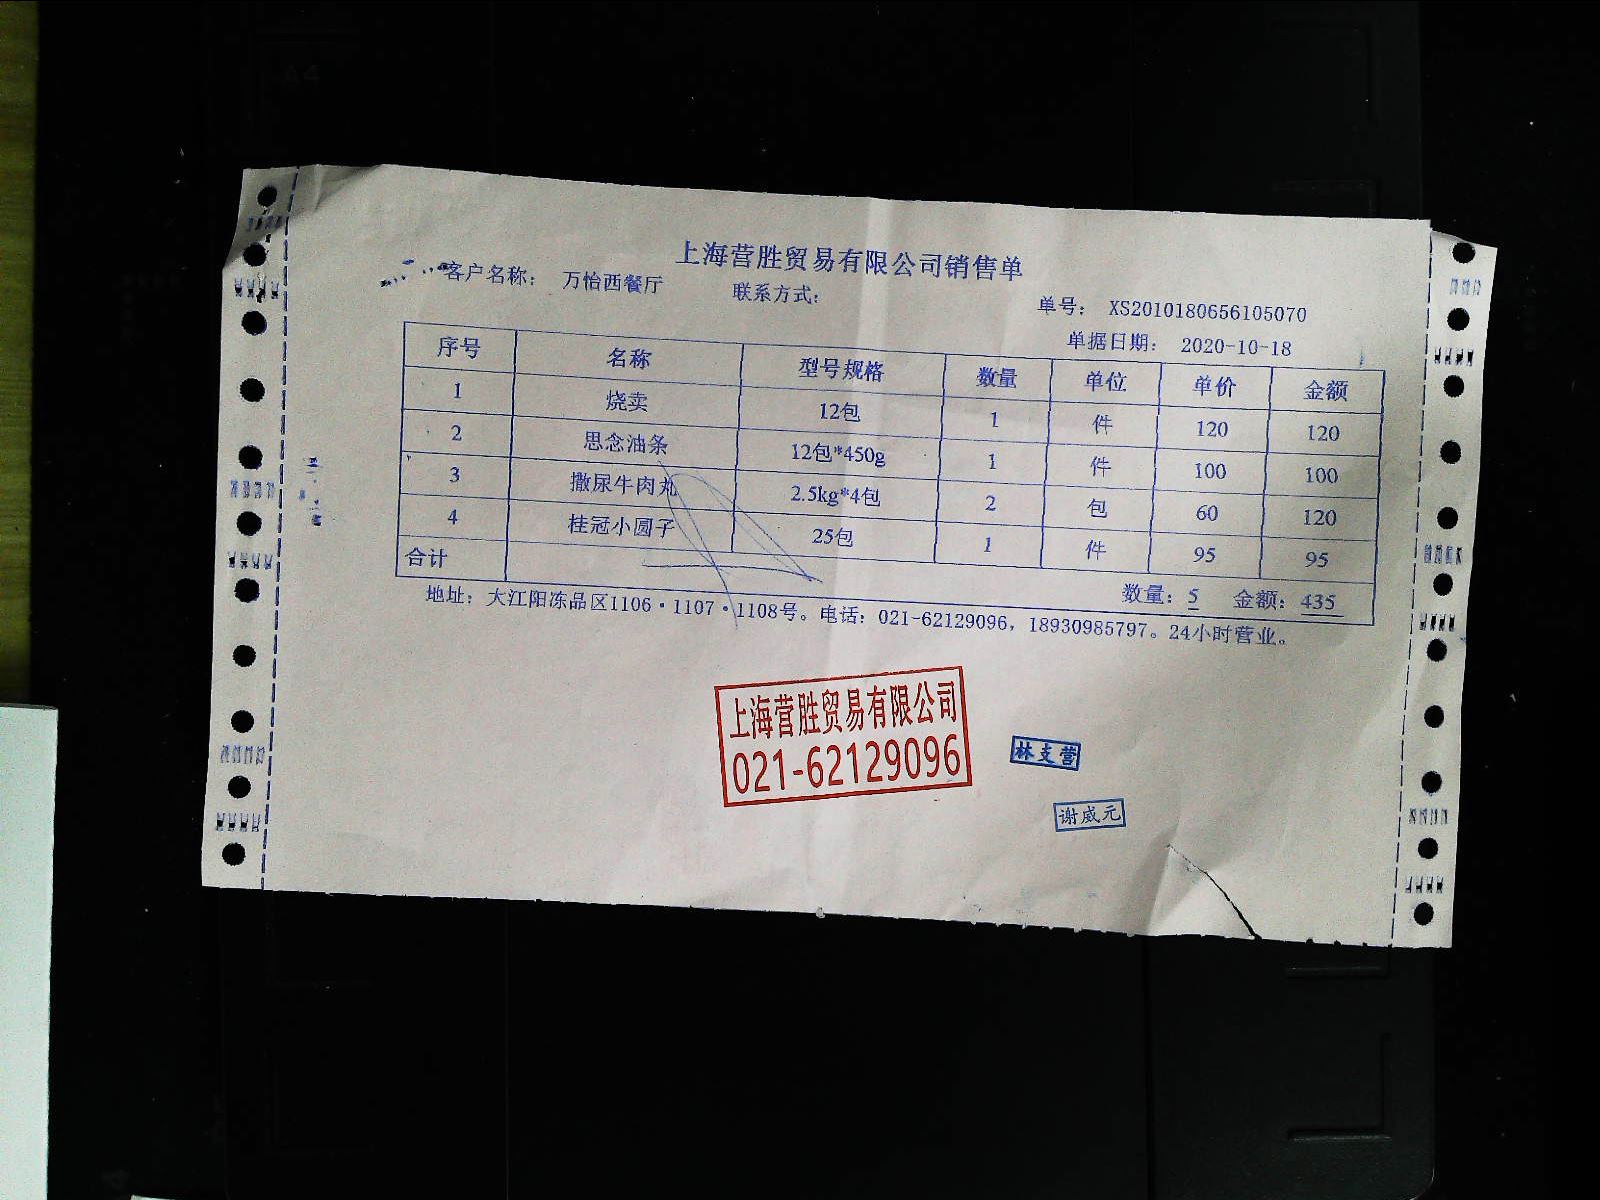 上海营胜贸易有限公司销售单
客户名称： 万怡西餐厅 联系方式： 单号： XS2010180656105070
单据日期： 2020-10-18
序号 名称 型号规格 数量 单位 单价 金额
1 烧卖 12包 1 件 120 120
2 思念油条 12包*450g 1 件 100 100
3 撒尿牛肉丸 2.5kg*4包 2 包 60 120
4 桂冠小圆子 25包 1 件 95 95
合计 数量：5 金额：435
地址：大江阳冻品区1106·1107·1108号。电话：021-62129096，18930985797。24小时营业。
上海营胜贸易有限公司
021-62129096
林支营
谢威元